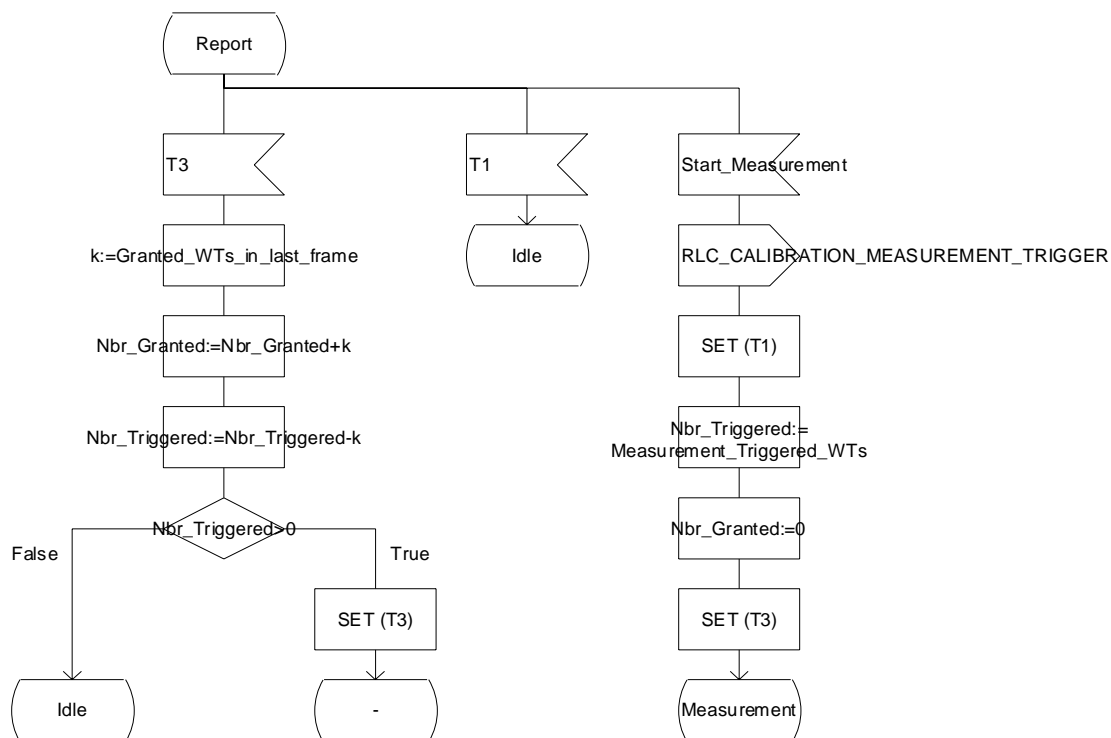 Report
T3
T1
Start_Measurement
k:=Granted_WTs_in_last_frame
Idle
RLC_CALIBRATION_MEASUREMENT_TRIGGER
Nbr_Granted:=Nbr_Granted+k
SET (T1)
Nbr_Triggered:=Nbr_Triggered-k
Nbr_Triggered:=
Measurement_Triggered_WTs
Nbr_Triggered>0
Nbr_Granted:=0
False
True
SET (T3)
SET (T3)
Idle
-
Measurement